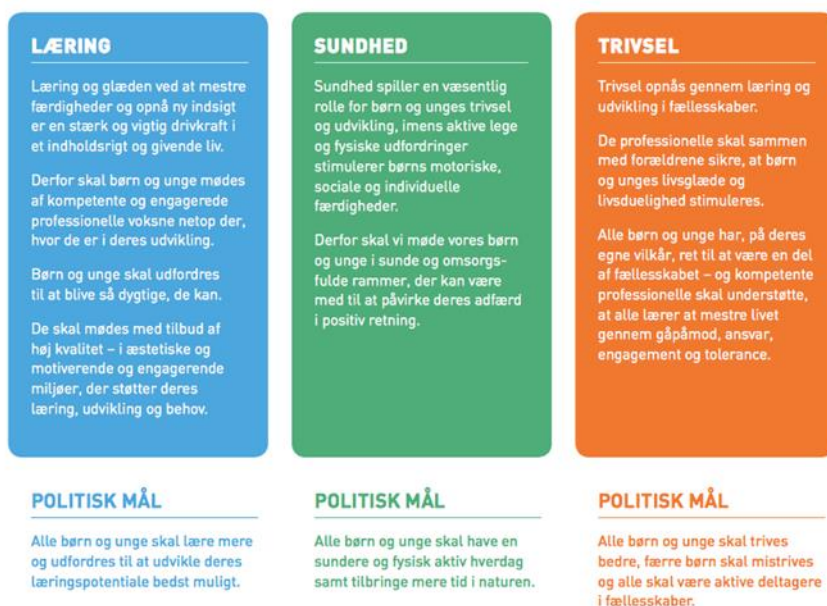 LÆRING
Læring og glæden ved at mestre
færdigheder og opnå ny indsigt
er en stærk og vigtig drivkraft i
et indholdsrigt og givende liv.
Derfor skal børn og unge mødes
af kompetente og engagerede
professionelle voksne netop der,
hvor de er i deres udvikling.
Børn og unge skal udfordres
til at blive så dygtige, de kan.
De skal mødes med tilbud af
høj kvalitet – i æstetiske og
motiverende og engagerende
miljøer, der støtter deres
læring, udvikling og behov.
POLITISK MÅL
Alle børn og unge skal lære mere
og udfordres til at udvikle deres
læringspotentiale bedst muligt.
SUNDHED
Sundhed spiller en væsentlig
rolle for børn og unges trivsel
og udvikling, imens aktive lege
og fysiske udfordringer
stimulerer børns motoriske,
sociale og individuelle
færdigheder.
Derfor skal vi møde vores børn
og unge i sunde og omsorgs-
fulde rammer, der kan være
med til at påvirke deres adfærd
i positiv retning.
POLITISK MÅL
Alle børn og unge skal have en
sundere og fysisk aktiv hverdag
samt tilbringe mere tid i naturen.
TRIVSEL
Trivsel opnås gennem læring og
udvikling i fællesskaber.
De professionelle skal sammen
med forældrene sikre, at børn
og unges livsglæde og
livsduelighed stimuleres.
Alle børn og unge har, på deres
egne vilkår, ret til at være en del
af fællesskabet – og kompetente
professionelle skal understøtte,
at alle lærer at mestre livet
gennem gåpåmod, ansvar,
engagement og tolerance.
POLITISK MÅL
Alle børn og unge skal trives
bedre, færre børn skal mistrives
og alle skal være aktive deltagere
i fællesskaber.